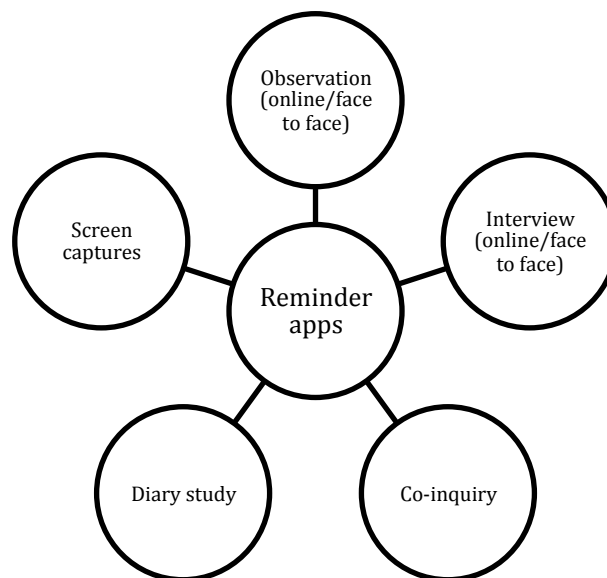 Observation
(online/face
to face)
Screen
captures
Interview
(online/face
to face)
Reminder
apps
Diary study
Co-inquiry